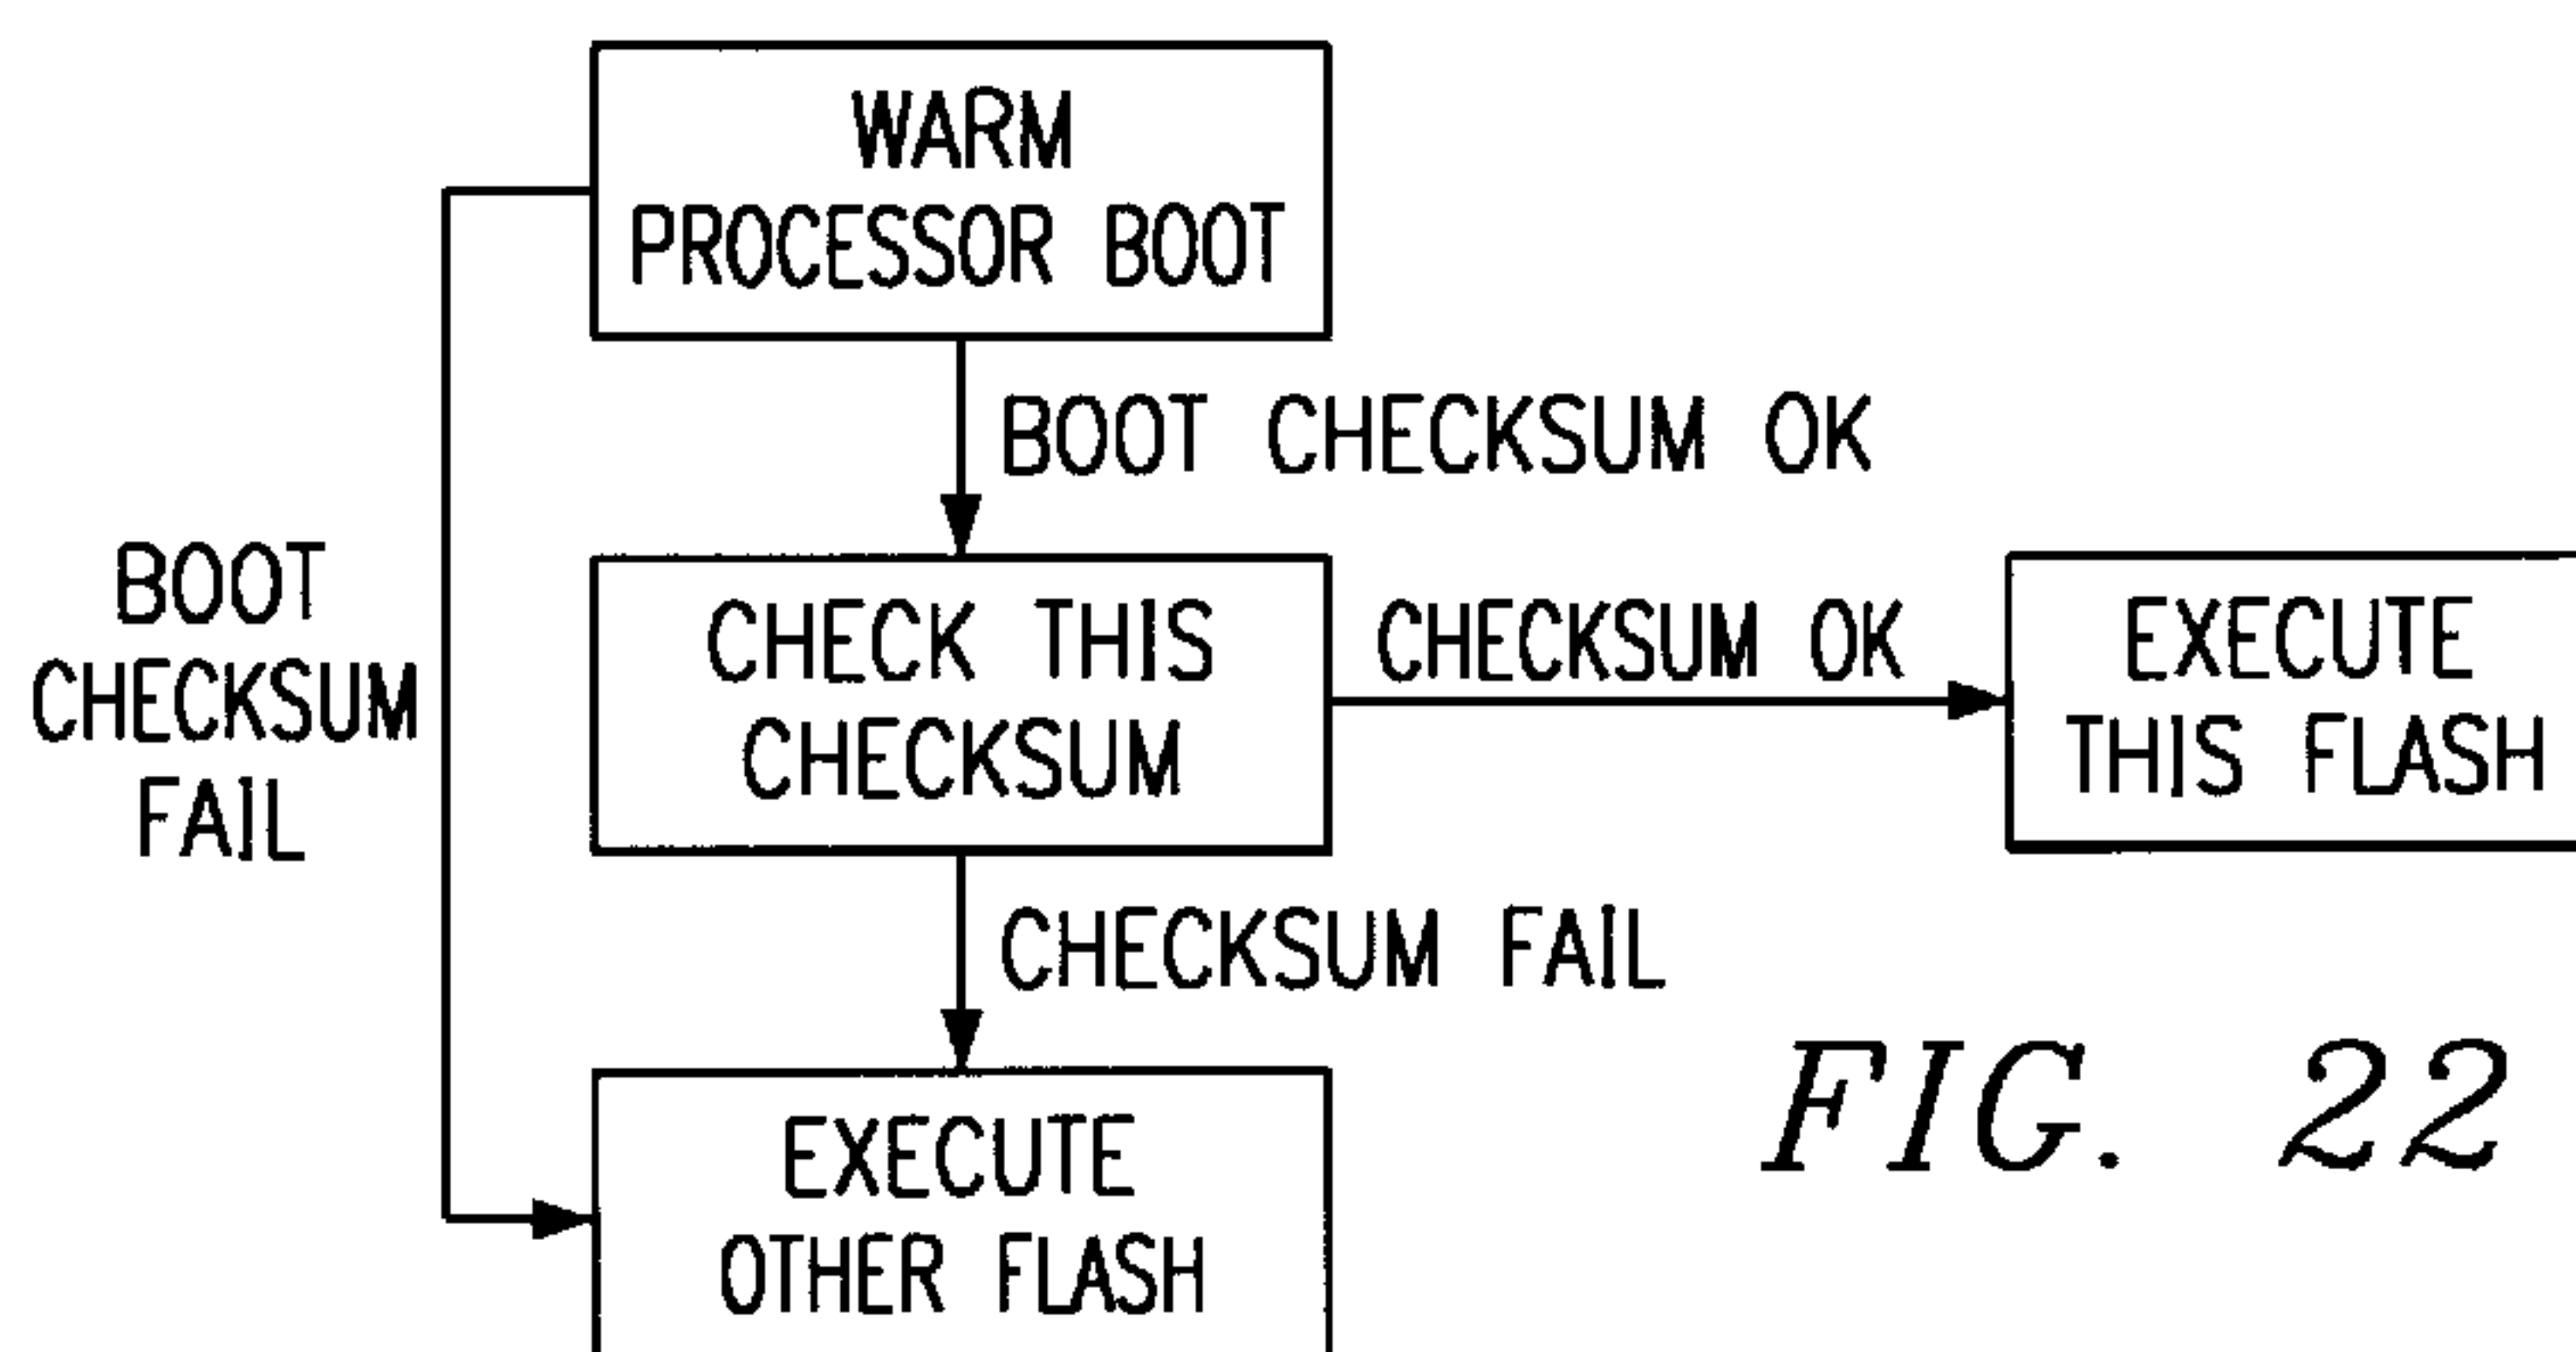 WARM
PROCESSOR BOOT
BOOT CHECKSUM OK
BOOT
CHECKSUM
FAIL
CHECK THIS
CHECKSUM
CHECKSUM OK
EXECUTE
THIS FLASH
CHECKSUM FAIL
EXECUTE
OTHER FLASH
FIG. 22